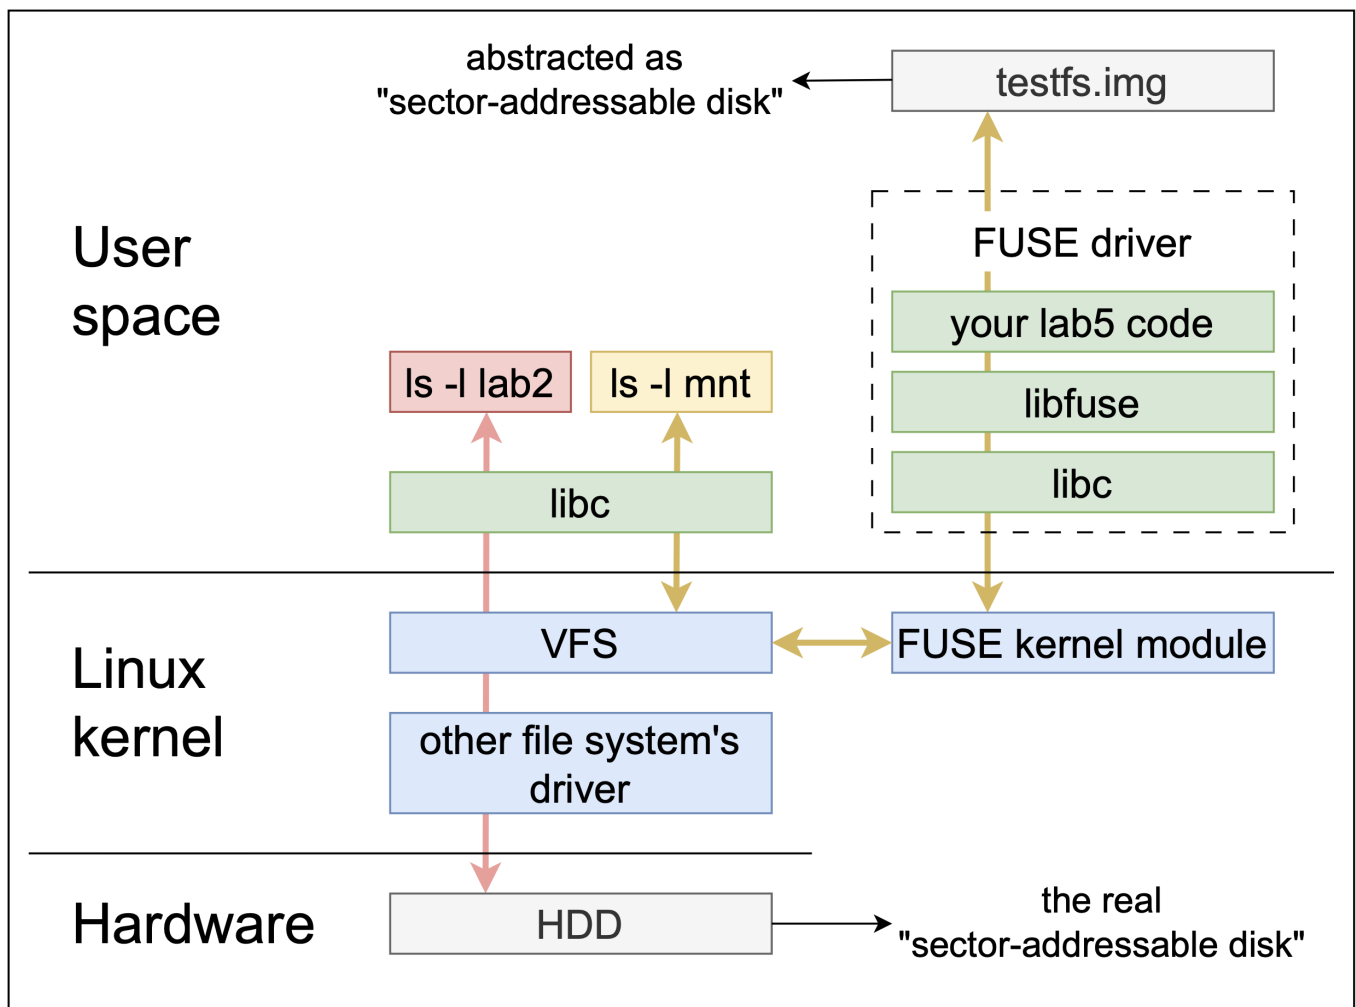 abstracted as
"sector-addressable disk"
testfs.img
User
space
FUSE driver
your lab5 code
libfuse
libc
ls -l lab2
ls -l mnt
libc
Linux
kernel
VFS
FUSE kernel module
other file system's
driver
Hardware
HDD
the real
"sector-addressable disk"